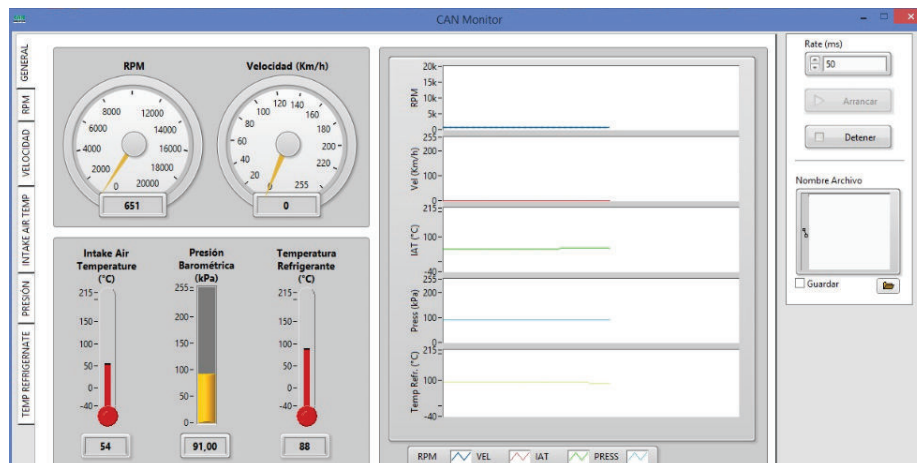 CAN Monitor
GENERAL
RPM
VELOCIDAD
INTAKE AIR TEMP
PRESIÓN
TEMP REFRIGERNATE
RPM
0
2000
4000
6000
8000
12000
14000
16000
18000
20000
651
Velocidad (Km/h)
0
20
40
60
80
100
120 140
160
180
200
220
255
0
Intake Air
Temperature
(°C)
215
150
100
50
0
-40
54
Presión
Barométrica
(kPa)
255
200
150
100
50
0
91,00
Temperatura
Refrigerante
(°C)
215
150
100
50
0
-40
88
RPM
20k
15k
10k
5k
0
Vel (Km/h)
255
200
100
0
IAT (°C)
215
100
-40
Press (kPa)
255
200
100
0
Temp Refr. (°C)
215
100
-40
RPM VEL IAT PRESS
Rate (ms)
50
Arrancar
Detener
Nombre Archivo
Guardar